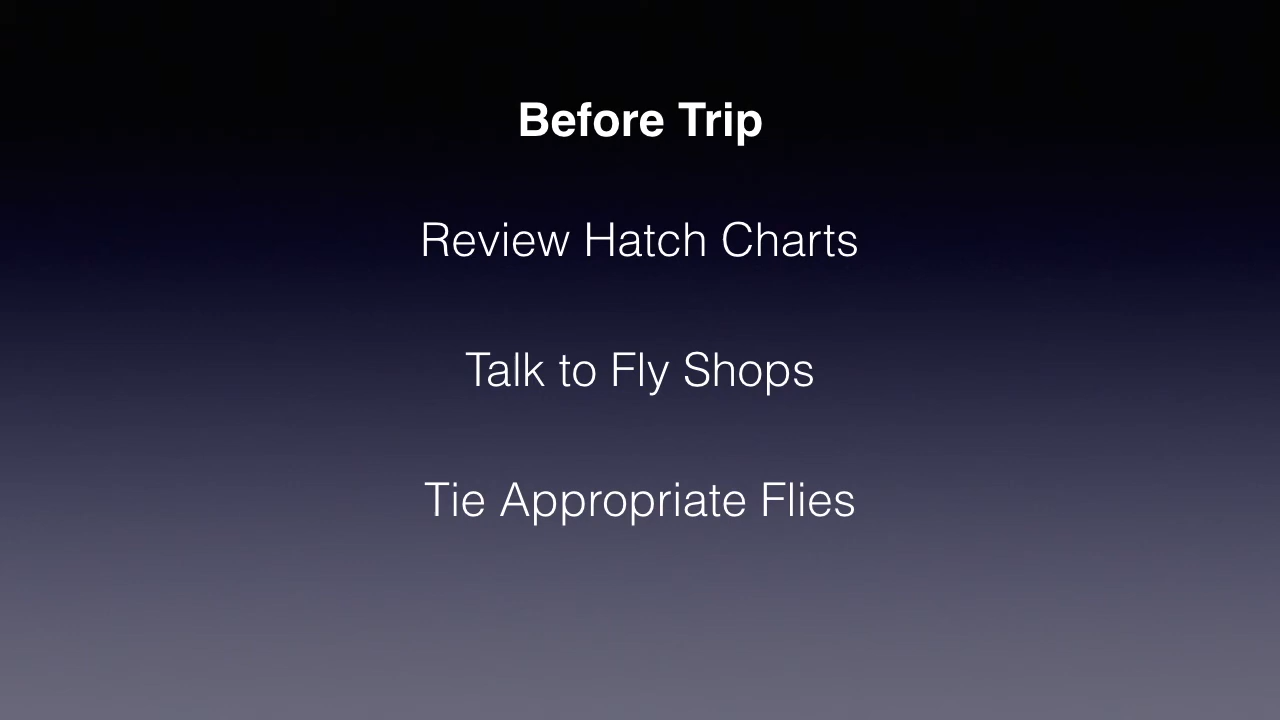 Before Trip
Review Hatch Charts
Talk to Fly Shops
Tie Appropriate Flies